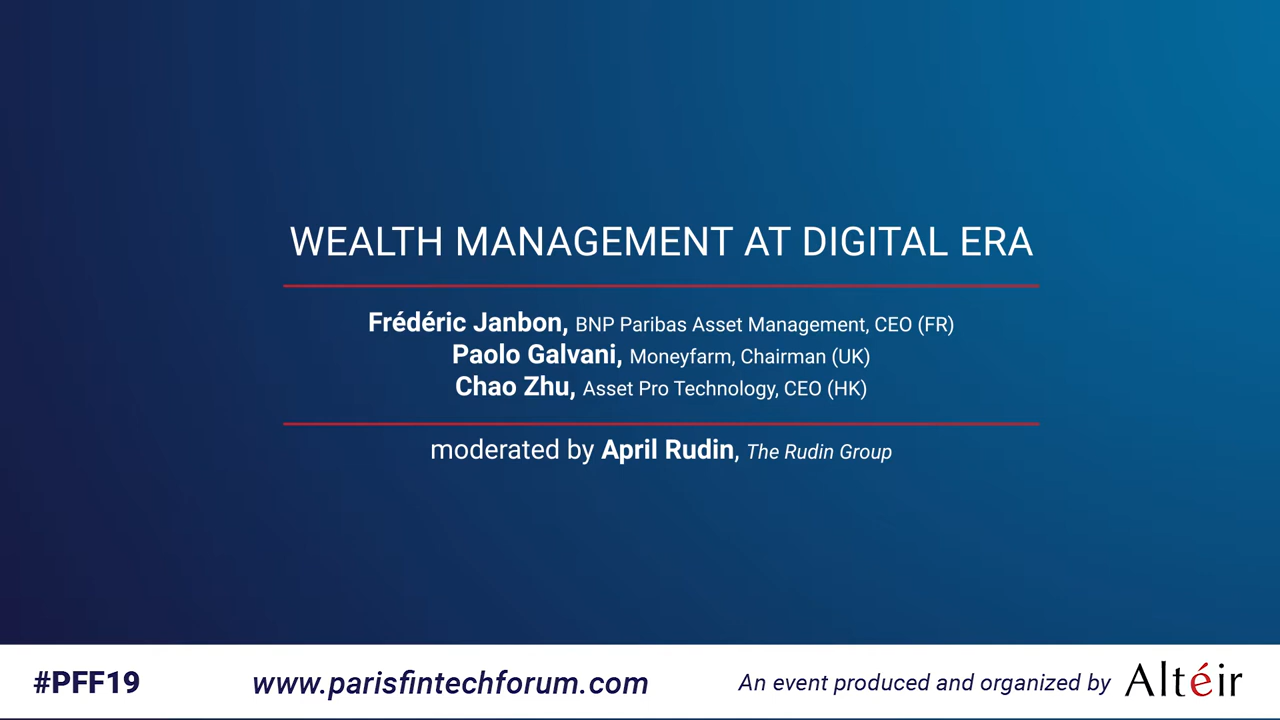 WEALTH MANAGEMENT AT DIGITAL ERA
Frédéric Janbon, BNP Paribas Asset Management, CEO (FR)
Paolo Galvani, Moneyfarm, Chairman (UK)
Chao Zhu, Asset Pro Technology, CEO (HK)
moderated by April Rudin, The Rudin Group
#PFF19 www.parisfintechforum.com An event produced and organized by Altéir